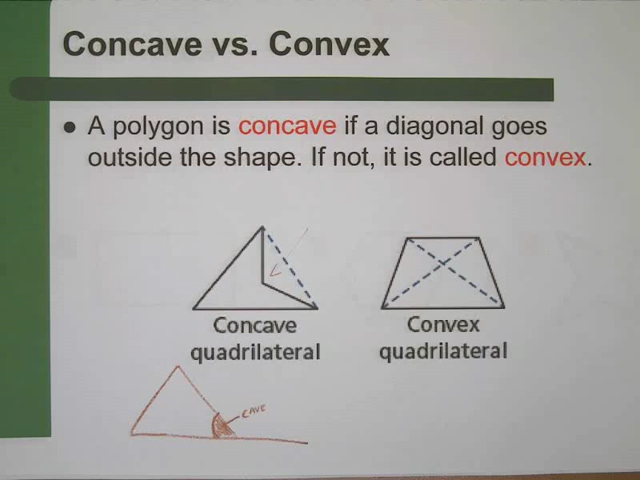 Concave vs. Convex
● A polygon is concave if a diagonal goes
outside the shape. If not, it is called convex.
Concave
quadrilateral
Convex
quadrilateral
CAVE